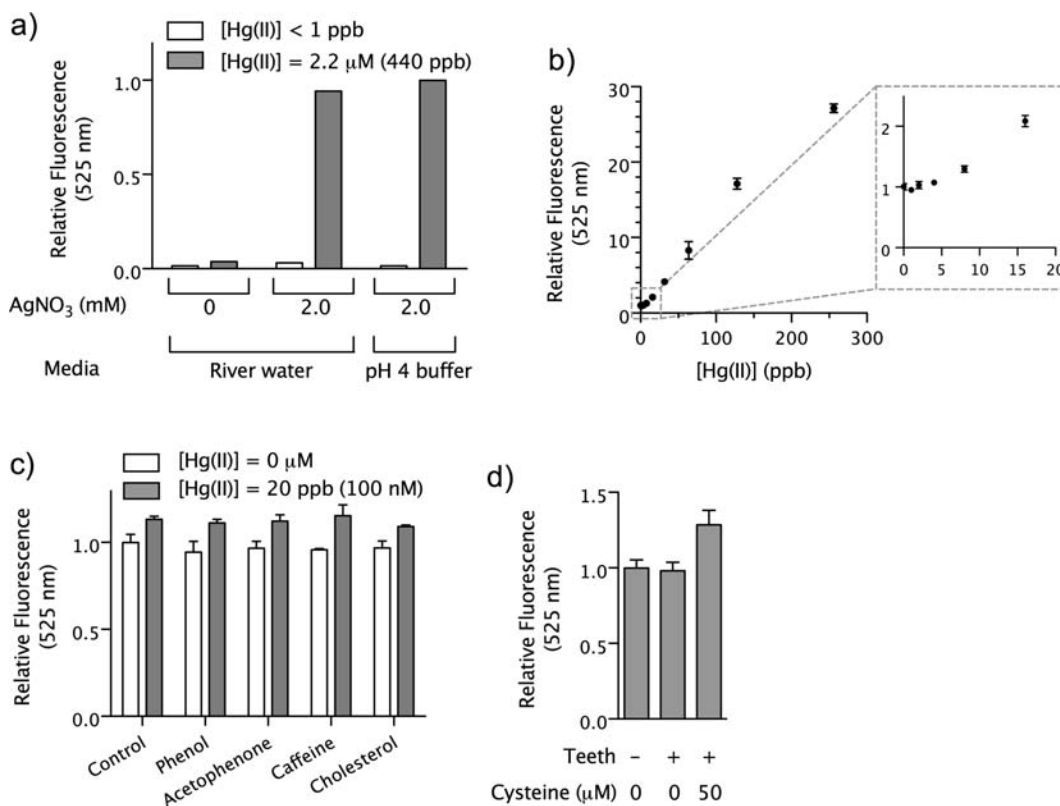 a)
[Hg(II)] < 1 ppb
[Hg(II)] = 2.2 μM (440 ppb)
Relative Fluorescence
(525 nm)
1.0
0.5
0.0
AgNO3 (mM)
0
2.0
2.0
Media
River water
pH 4 buffer
b)
Relative Fluorescence
(525 nm)
30
20
10
0
0
100
200
300
[Hg(II)] (ppb)
2
1
0
0
5
10
15
20
c)
[Hg(II)] = 0 μM
[Hg(II)] = 20 ppb (100 nM)
Relative Fluorescence
(525 nm)
1.0
0.5
0.0
Control
Phenol
Acetophenone
Caffeine
Cholesterol
d)
Relative Fluorescence
(525 nm)
1.5
1.0
0.5
0.0
Teeth – + +
Cysteine (μM) 0 0 50